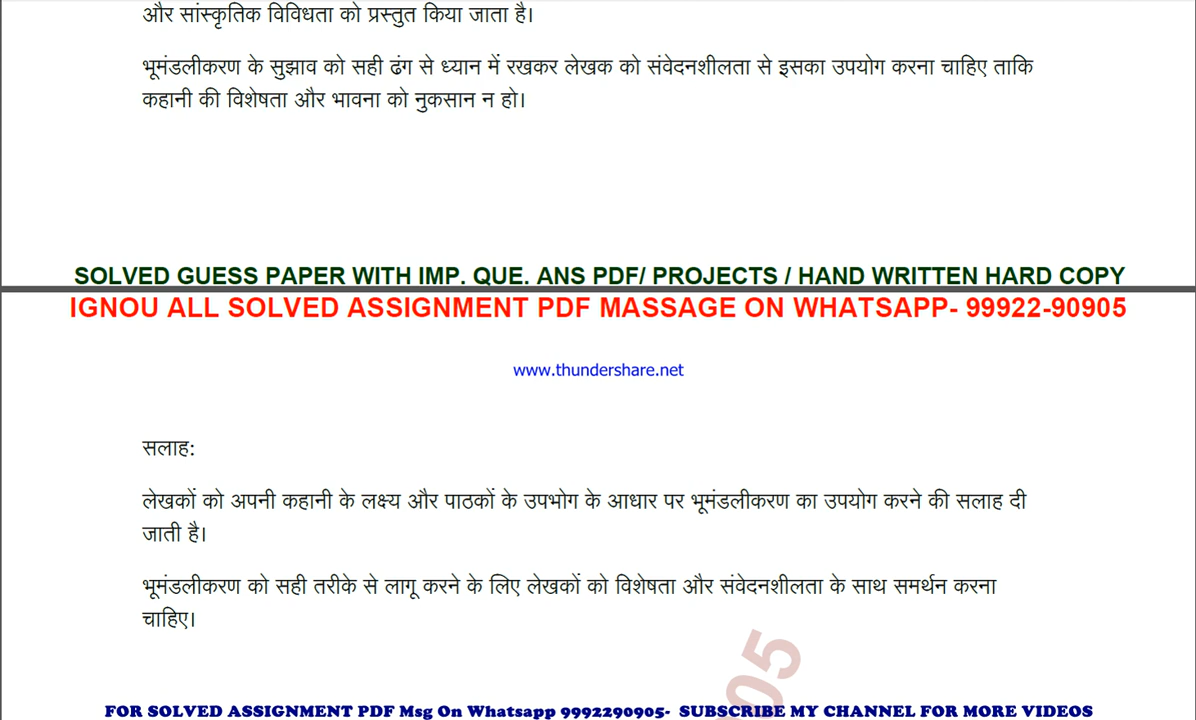 और सांस्कृतिक विविधता को प्रस्तुत किया जाता है।
भूमंडलीकरण के सुझाव को सही ढंग से ध्यान में रखकर लेखक को संवेदनशीलता से इसका उपयोग करना चाहिए ताकि
कहानी की विशेषता और भावना को नुकसान न हो।
SOLVED GUESS PAPER WITH IMP. QUE. ANS PDF/ PROJECTS / HAND WRITTEN HARD COPY
IGNOU ALL SOLVED ASSIGNMENT PDF MASSAGE ON WHATSAPP- 99922-90905
www.thundershare.net
सलाह:
लेखकों को अपनी कहानी के लक्ष्य और पाठकों के उपभोग के आधार पर भूमंडलीकरण का उपयोग करने की सलाह दी
जाती है।
भूमंडलीकरण को सही तरीके से लागू करने के लिए लेखकों को विशेषता और संवेदनशीलता के साथ समर्थन करना
चाहिए।
05
FOR SOLVED ASSIGNMENT PDF Msg On Whatsapp 9992290905- SUBSCRIBE MY CHANNEL FOR MORE VIDEOS